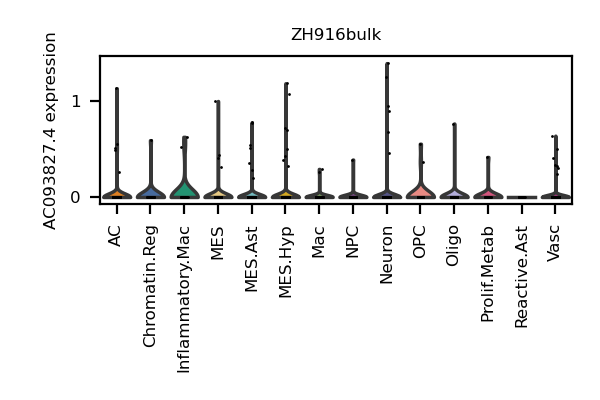 ZH916bulk
AC093827.4 expression
1
0
AC
Chromatin.Reg
Inflammatory.Mac
MES
MES.Ast
MES.Hyp
Mac
NPC
Neuron
OPC
Oligo
Prolif.Metab
Reactive.Ast
Vasc